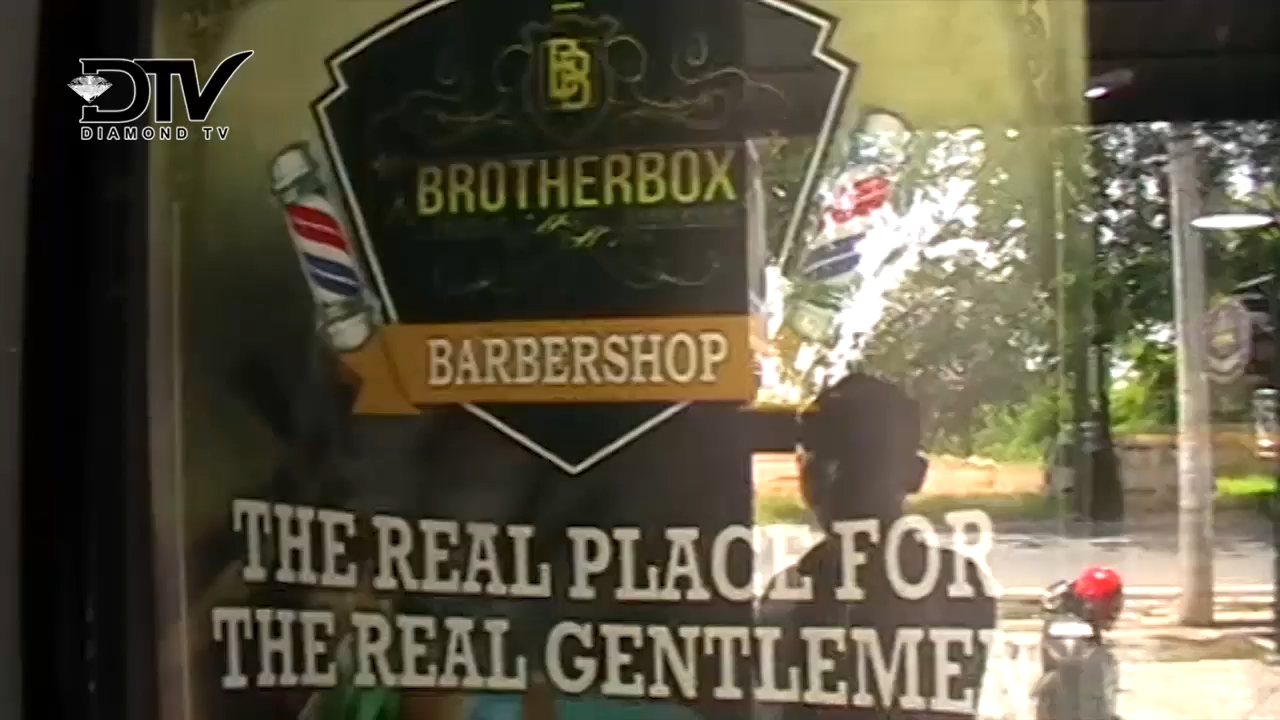 DTV
DIAMOND TV
BB
BROTHERBOX
BARBERSHOP
THE REAL PLACE FOR
THE REAL GENTLEMEN